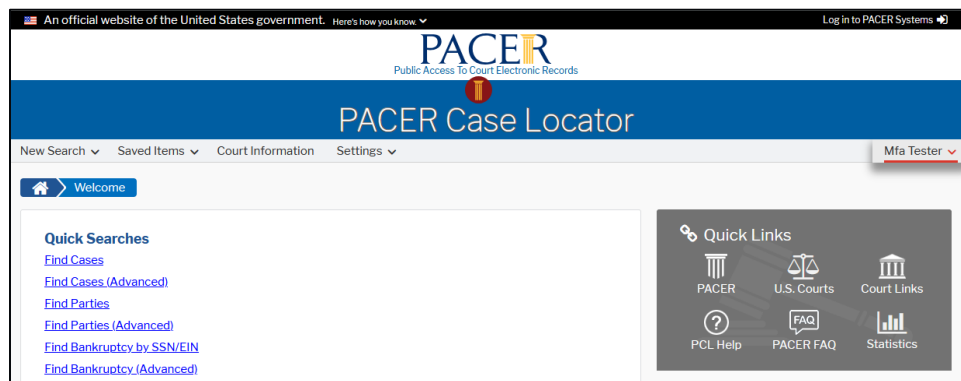 An official website of the United States government. Here's how you know.
Log in to PACER Systems
PACER
Public Access To Court Electronic Records
PACER Case Locator
New Search Saved Items Court Information Settings Mfa Tester
Welcome
Quick Searches
Find Cases
Find Cases (Advanced)
Find Parties
Find Parties (Advanced)
Find Bankruptcy by SSN/EIN
Find Bankruptcy (Advanced)
Quick Links
PACER U.S. Courts Court Links
FAQ
PCL Help PACER FAQ Statistics